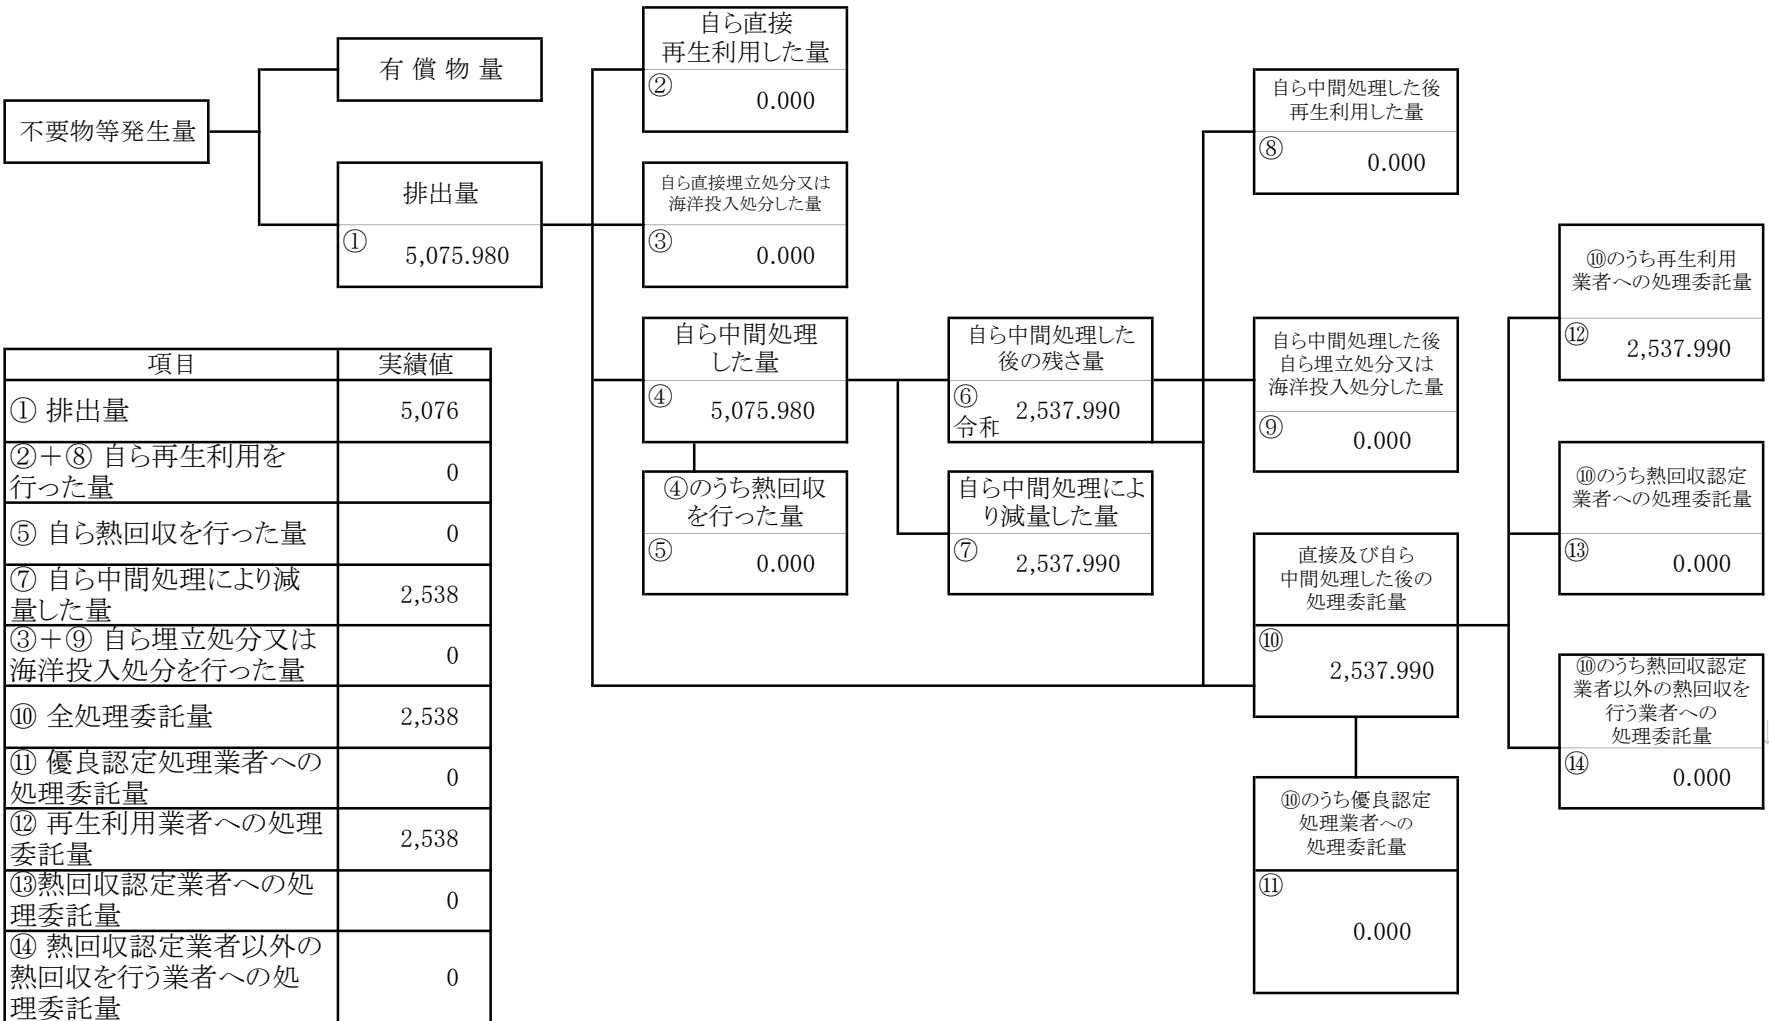 不要物等発生量
有 償 物 量
排出量
①
5,075.980
自ら直接
再生利用した量
②
0.000
自ら直接埋立処分又は
海洋投入処分した量
③
0.000
自ら中間処理
した量
④
5,075.980
④のうち熱回収
を行った量
⑤
0.000
自ら中間処理した
後の残さ量
⑥
令和
2,537.990
自ら中間処理によ
り減量した量
⑦
2,537.990
自ら中間処理した後
再生利用した量
⑧
0.000
自ら中間処理した後
自ら埋立処分又は
海洋投入処分した量
⑨
0.000
直接及び自ら
中間処理した後の
処理委託量
⑩
2,537.990
⑩のうち優良認定
処理業者への
処理委託量
⑪
0.000
⑩のうち再生利用
業者への処理委託量
⑫
2,537.990
⑩のうち熱回収認定
業者への処理委託量
⑬
0.000
⑩のうち熱回収認定
業者以外の熱回収を
行う業者への
処理委託量
⑭
0.000
項目 実績値
① 排出量 5,076
②+⑧ 自ら再生利用を
行った量 0
⑤ 自ら熱回収を行った量 0
⑦ 自ら中間処理により減
量した量 2,538
③+⑨ 自ら埋立処分又は
海洋投入処分を行った量 0
⑩ 全処理委託量 2,538
⑪ 優良認定処理業者への
処理委託量 0
⑫ 再生利用業者への処理
委託量 2,538
⑬熱回収認定業者への処
理委託量 0
⑭ 熱回収認定業者以外の
熱回収を行う業者への処
理委託量 0